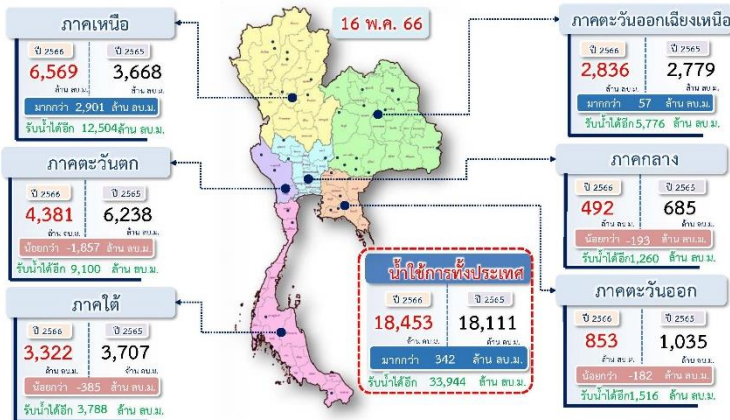 16 พ.ค. 66
ภาคเหนือ
ปี 2566 ปี 2565
6,569 3,668
ล้าน ลบ.ม. ล้าน ลบ.ม.
มากกว่า 2,901 ล้าน ลบ.ม.
รับน้ำได้อีก 12,504 ล้าน ลบ.ม.
ภาคตะวันออกเฉียงเหนือ
ปี 2566 ปี 2565
2,836 2,779
ล้าน ลบ.ม. ล้าน ลบ.ม.
มากกว่า 57 ล้าน ลบ.ม.
รับน้ำได้อีก 5,776 ล้าน ลบ.ม.
ภาคตะวันตก
ปี 2566 ปี 2565
4,381 6,238
ล้าน ลบ.ม. ล้าน ลบ.ม.
น้อยกว่า -1,857 ล้าน ลบ.ม.
รับน้ำได้อีก 9,100 ล้าน ลบ.ม.
ภาคกลาง
ปี 2566 ปี 2565
492 685
ล้าน ลบ.ม. ล้าน ลบ.ม.
น้อยกว่า -193 ล้าน ลบ.ม.
รับน้ำได้อีก 1,260 ล้าน ลบ.ม.
ภาคใต้
ปี 2566 ปี 2565
3,322 3,707
ล้าน ลบ.ม. ล้าน ลบ.ม.
น้อยกว่า -385 ล้าน ลบ.ม.
รับน้ำได้อีก 3,788 ล้าน ลบ.ม.
น้ำใช้การทั้งประเทศ
ปี 2566 ปี 2565
18,453 18,111
ล้าน ลบ.ม. ล้าน ลบ.ม.
มากกว่า 342 ล้าน ลบ.ม.
รับน้ำได้อีก 33,944 ล้าน ลบ.ม.
ภาคตะวันออก
ปี 2566 ปี 2565
853 1,035
ล้าน ลบ.ม. ล้าน ลบ.ม.
น้อยกว่า -182 ล้าน ลบ.ม.
รับน้ำได้อีก 1,516 ล้าน ลบ.ม.